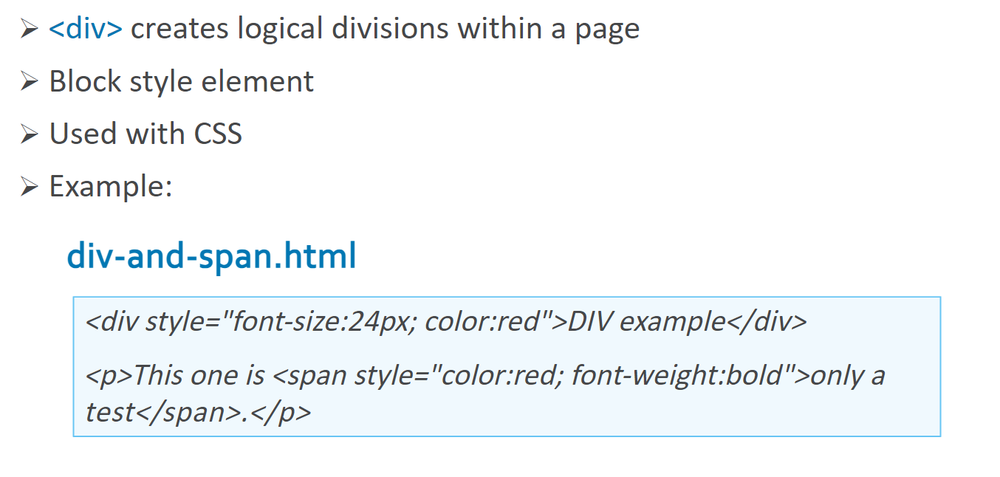 ➢ <div> creates logical divisions within a page
➢ Block style element
➢ Used with CSS
➢ Example:
div-and-span.html
<div style="font-size:24px; color:red">DIV example</div>
<p>This one is <span style="color:red; font-weight:bold">only a
test</span>.</p>